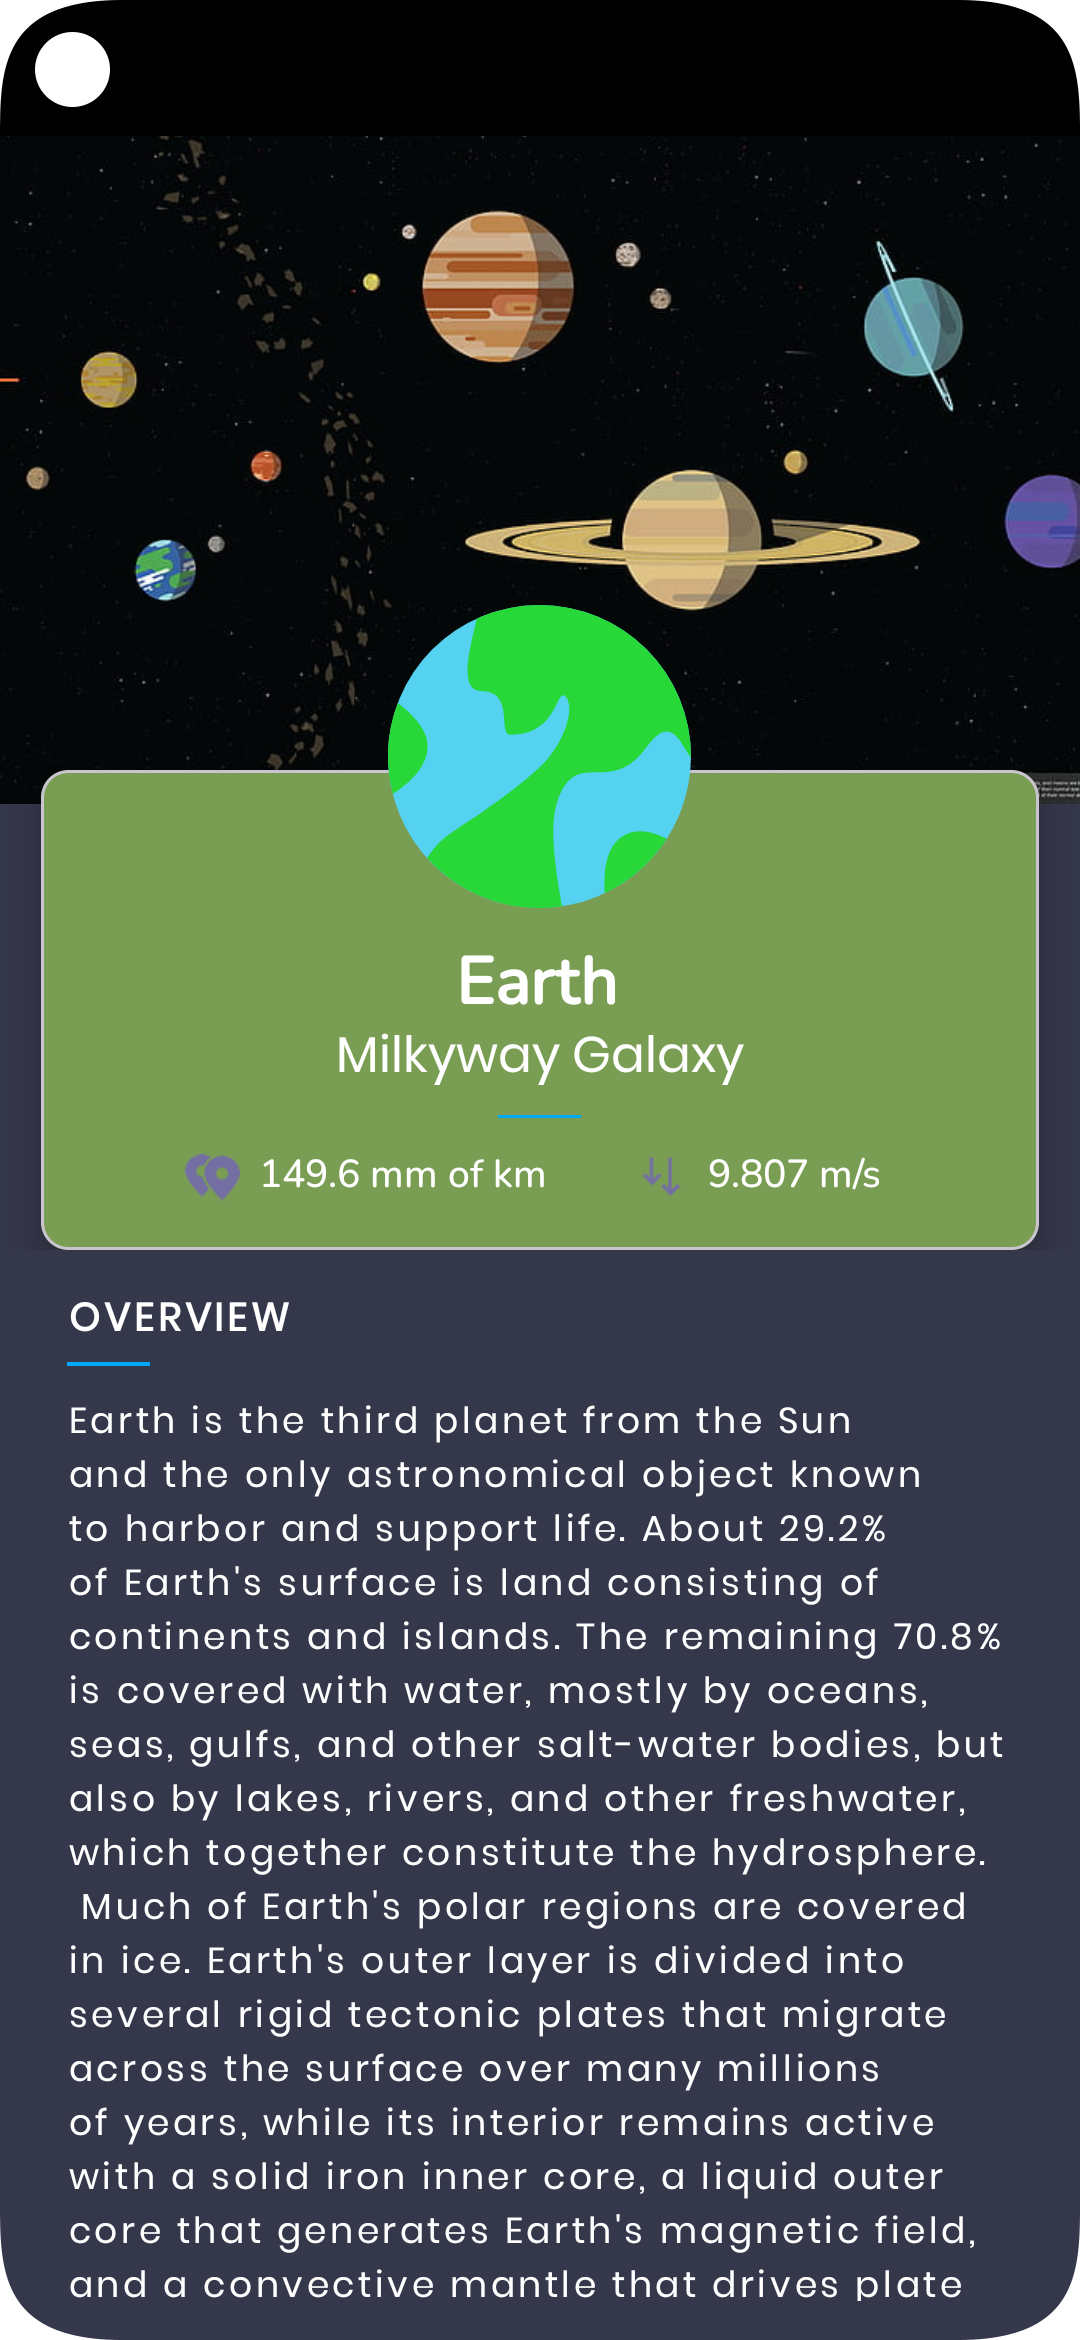 Earth
Milkyway Galaxy
149.6 mm of km
9.807 m/s
OVERVIEW
Earth is the third planet from the Sun
and the only astronomical object known
to harbor and support life. About 29.2%
of Earth's surface is land consisting of
continents and islands. The remaining 70.8%
is covered with water, mostly by oceans,
seas, gulfs, and other salt-water bodies, but
also by lakes, rivers, and other freshwater,
which together constitute the hydrosphere.
Much of Earth's polar regions are covered
in ice. Earth's outer layer is divided into
several rigid tectonic plates that migrate
across the surface over many millions
of years, while its interior remains active
with a solid iron inner core, a liquid outer
core that generates Earth's magnetic field,
and a convective mantle that drives plate